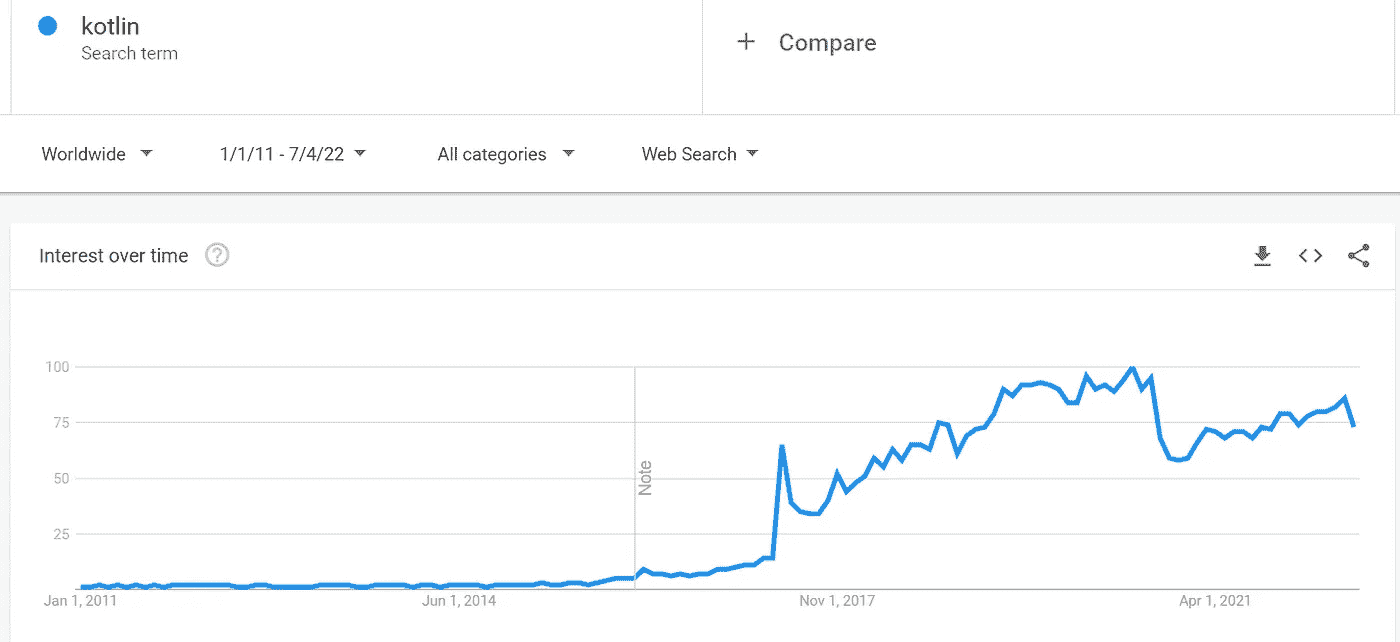 kotlin
Search term
+ Compare
Worldwide
1/1/11 - 7/4/22
All categories
Web Search
Interest over time ?
100
75
50
25
Note
Jan 1, 2011
Jun 1, 2014
Nov 1, 2017
Apr 1, 2021